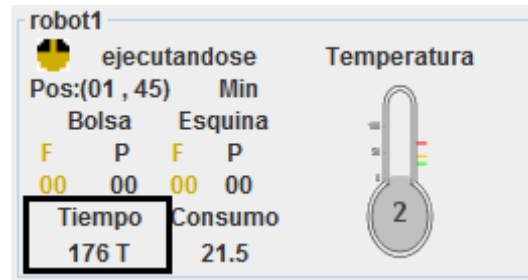 robot1
ejecutandose Temperatura
Pos:(01 , 45) Min
Bolsa Esquina
F P F P
00 00 00 00
Tiempo Consumo
176 T 21.5
2